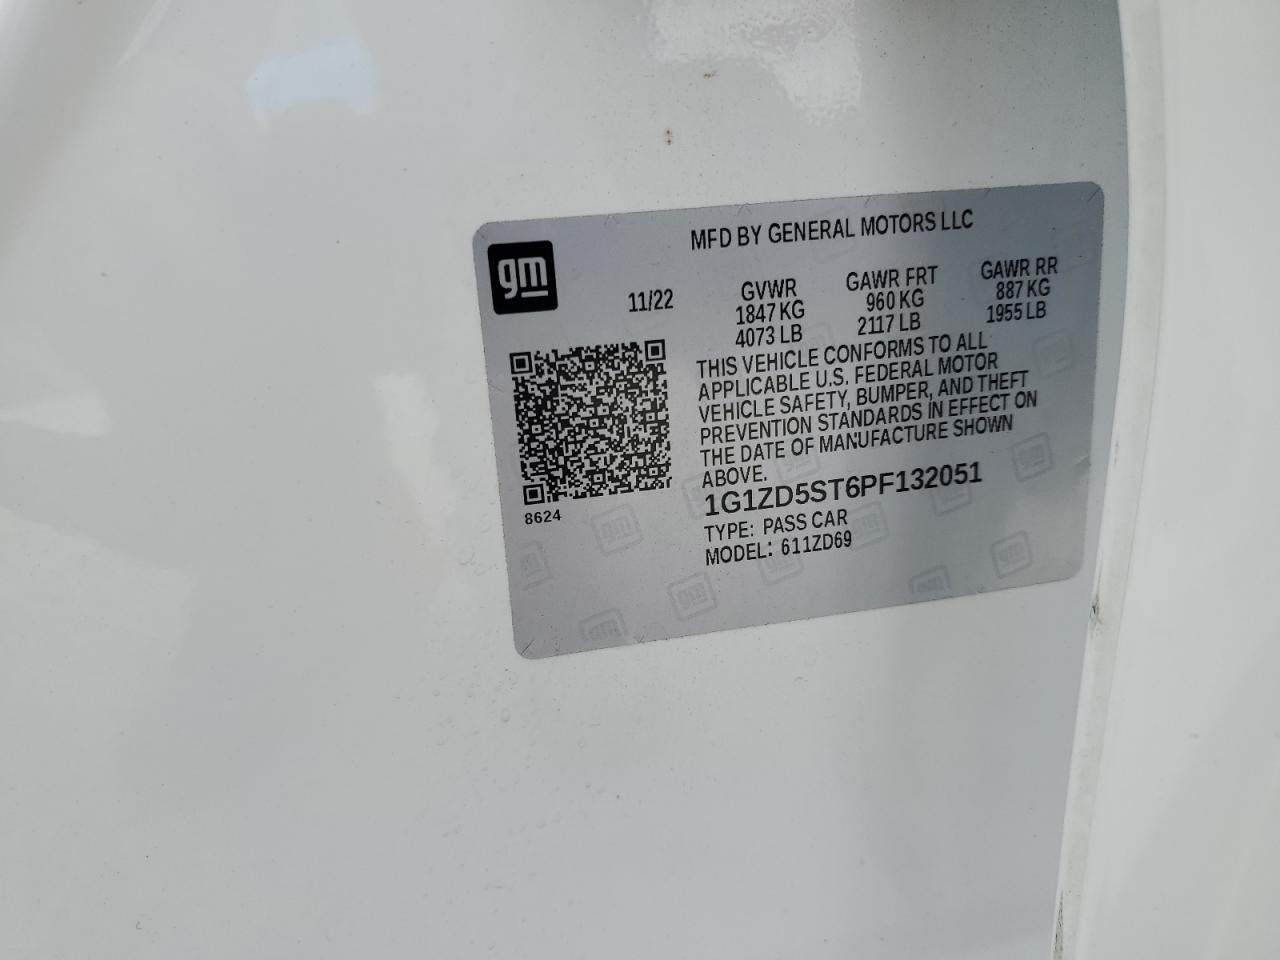 gm
MFD BY GENERAL MOTORS LLC
11/22
GVWR
1847 KG
4073 LB
GAWR FRT
960 KG
2117 LB
GAWR RR
887 KG
1955 LB
THIS VEHICLE CONFORMS TO ALL
APPLICABLE U.S. FEDERAL MOTOR
VEHICLE SAFETY, BUMPER, AND THEFT
PREVENTION STANDARDS IN EFFECT ON
THE DATE OF MANUFACTURE SHOWN
ABOVE.
1G1ZD5ST6PF132051
TYPE: PASS CAR
MODEL: 611ZD69
8624